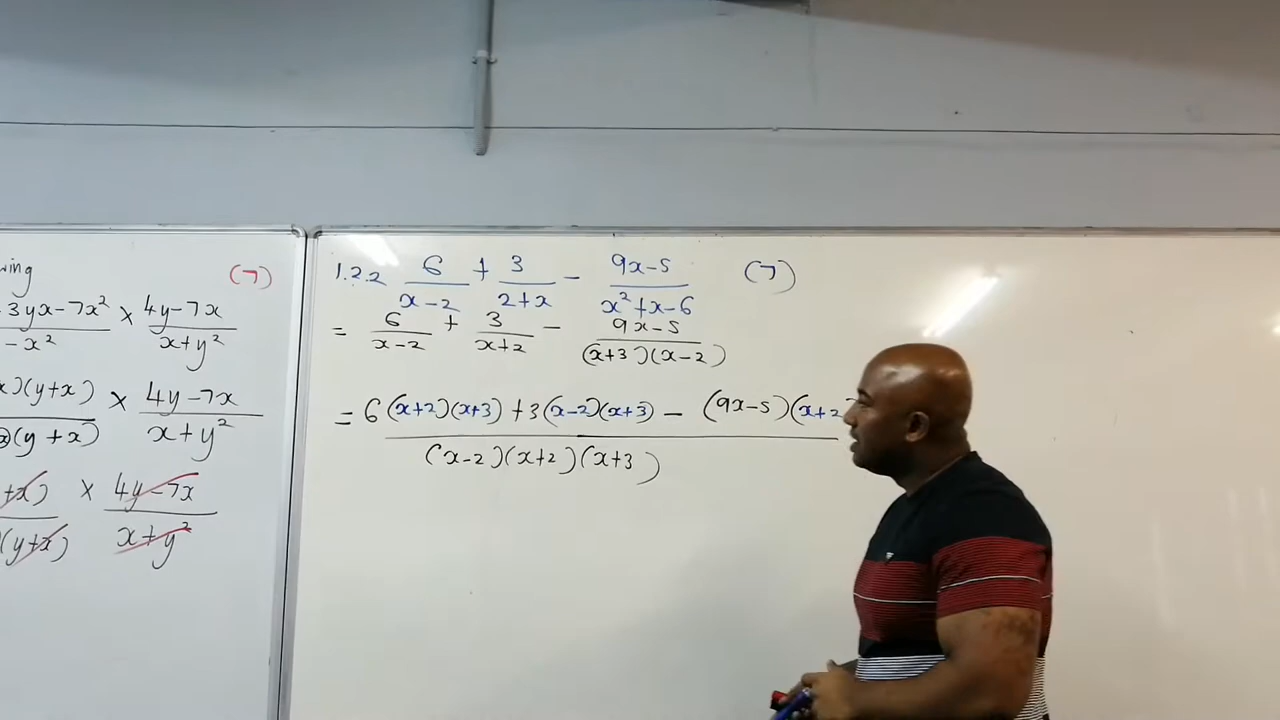 wing (7)
3yx-7x² × 4y-7x
-x² x+y²
x)(y+x) × 4y-7x
(y+x) x+y²
+x) × 4y-7x
(y+x) x+y²
1.2.2 6 + 3 - 9x-5 (7)
x-2 2+x x²+x-6
= 6 + 3 - 9x-5
x-2 x+2 (x+3)(x-2)
= 6(x+2)(x+3) + 3(x-2)(x+3) - (9x-5)(x+2
(x-2)(x+2)(x+3)